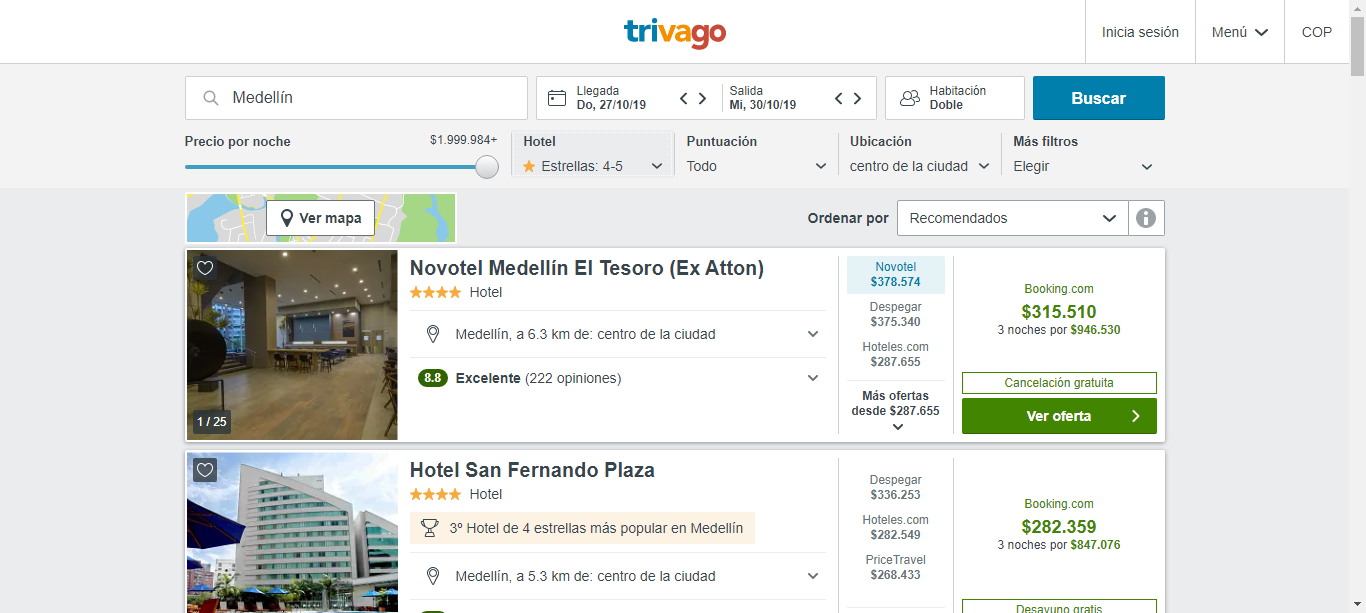 trivago
Inicia sesión
Menú
COP
Medellín
Llegada
Do, 27/10/19
Salida
Mi, 30/10/19
Habitación
Doble
Buscar
Precio por noche
$1.999.984+
Hotel
Estrellas: 4-5
Puntuación
Todo
Ubicación
centro de la ciudad
Más filtros
Elegir
Ver mapa
Ordenar por
Recomendados
1 / 25
Novotel Medellín El Tesoro (Ex Atton)
Hotel
Medellín, a 6.3 km de: centro de la ciudad
8.8 Excelente (222 opiniones)
Novotel
$378.574
Despegar
$375.340
Hoteles.com
$287.655
Más ofertas
desde $287.655
Booking.com
$315.510
3 noches por $946.530
Cancelación gratuita
Ver oferta
Hotel San Fernando Plaza
Hotel
3º Hotel de 4 estrellas más popular en Medellín
Medellín, a 5.3 km de: centro de la ciudad
Despegar
$336.253
Hoteles.com
$282.549
PriceTravel
$268.433
Booking.com
$282.359
3 noches por $847.076
Desayuno gratis